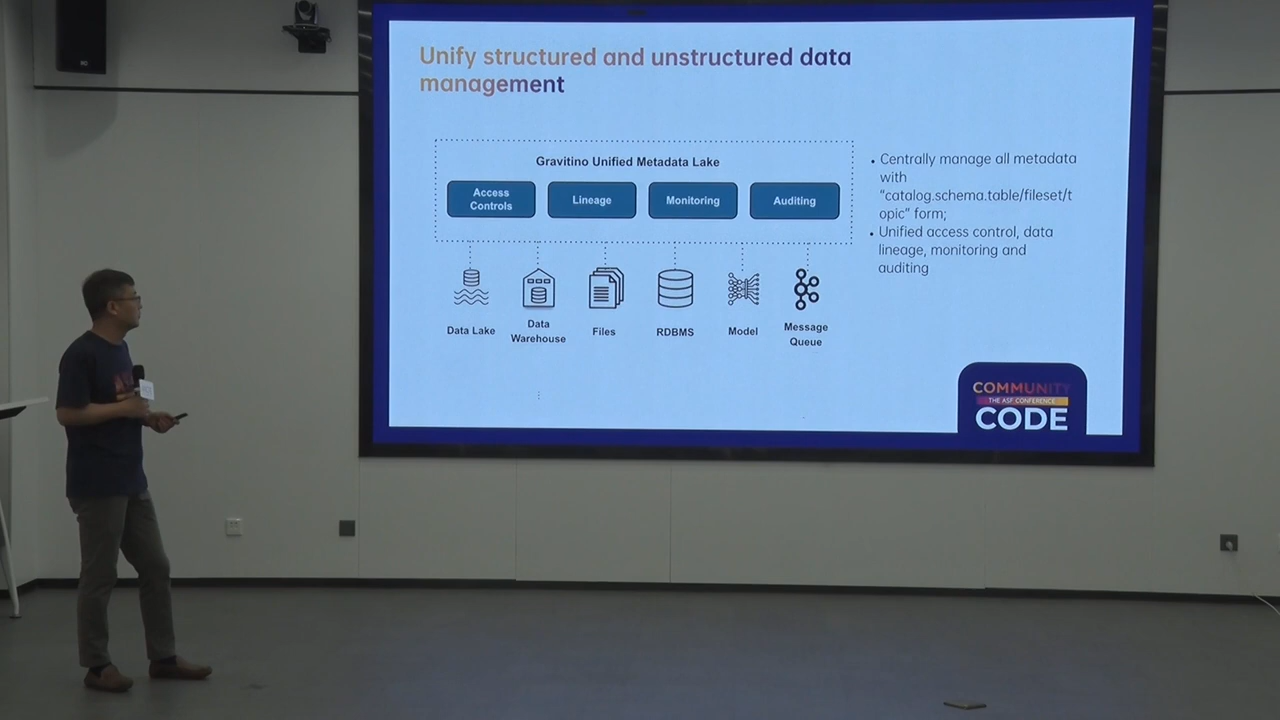 Unify structured and unstructured data
management
Gravitino Unified Metadata Lake
Access
Controls
Lineage
Monitoring
Auditing
Data Lake
Data
Warehouse
Files
RDBMS
Model
Message
Queue
• Centrally manage all metadata
with
"catalog.schema.table/fileset/t
opic" form;
• Unified access control, data
lineage, monitoring and
auditing
COMMUNITY
THE ASF CONFERENCE
CODE